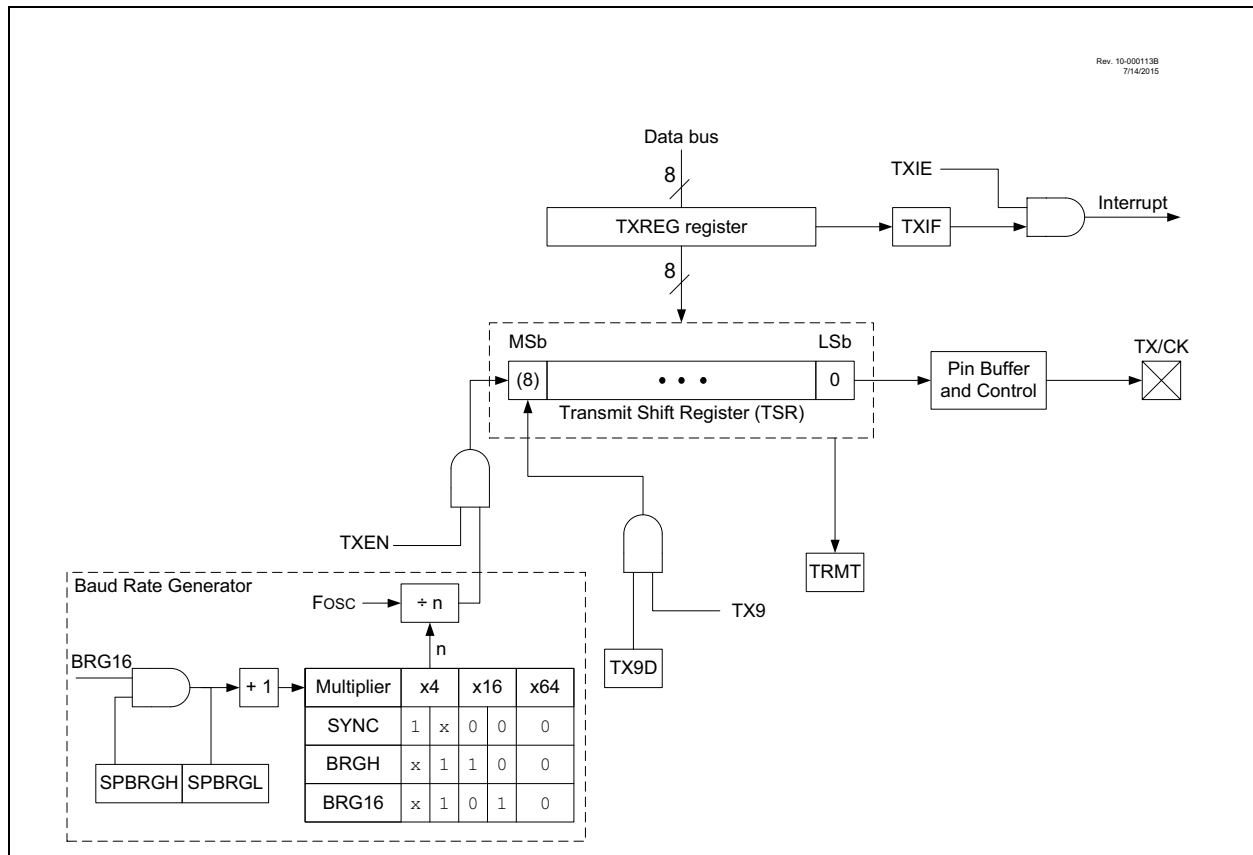 Rev. 10-000113B
7/14/2015
Data bus
8
TXIE
Interrupt
TXREG register
TXIF
8
MSb
LSb
TX/CK
(8)
• • •
0
Pin Buffer
and Control
Transmit Shift Register (TSR)
TXEN
TRMT
Baud Rate Generator
FOSC
÷ n
TX9
n
TX9D
BRG16
+ 1
Multiplier x4 x16 x64
SYNC 1 x 0 0 0
BRGH x 1 1 0 0
BRG16 x 1 0 1 0
SPBRGH SPBRGL